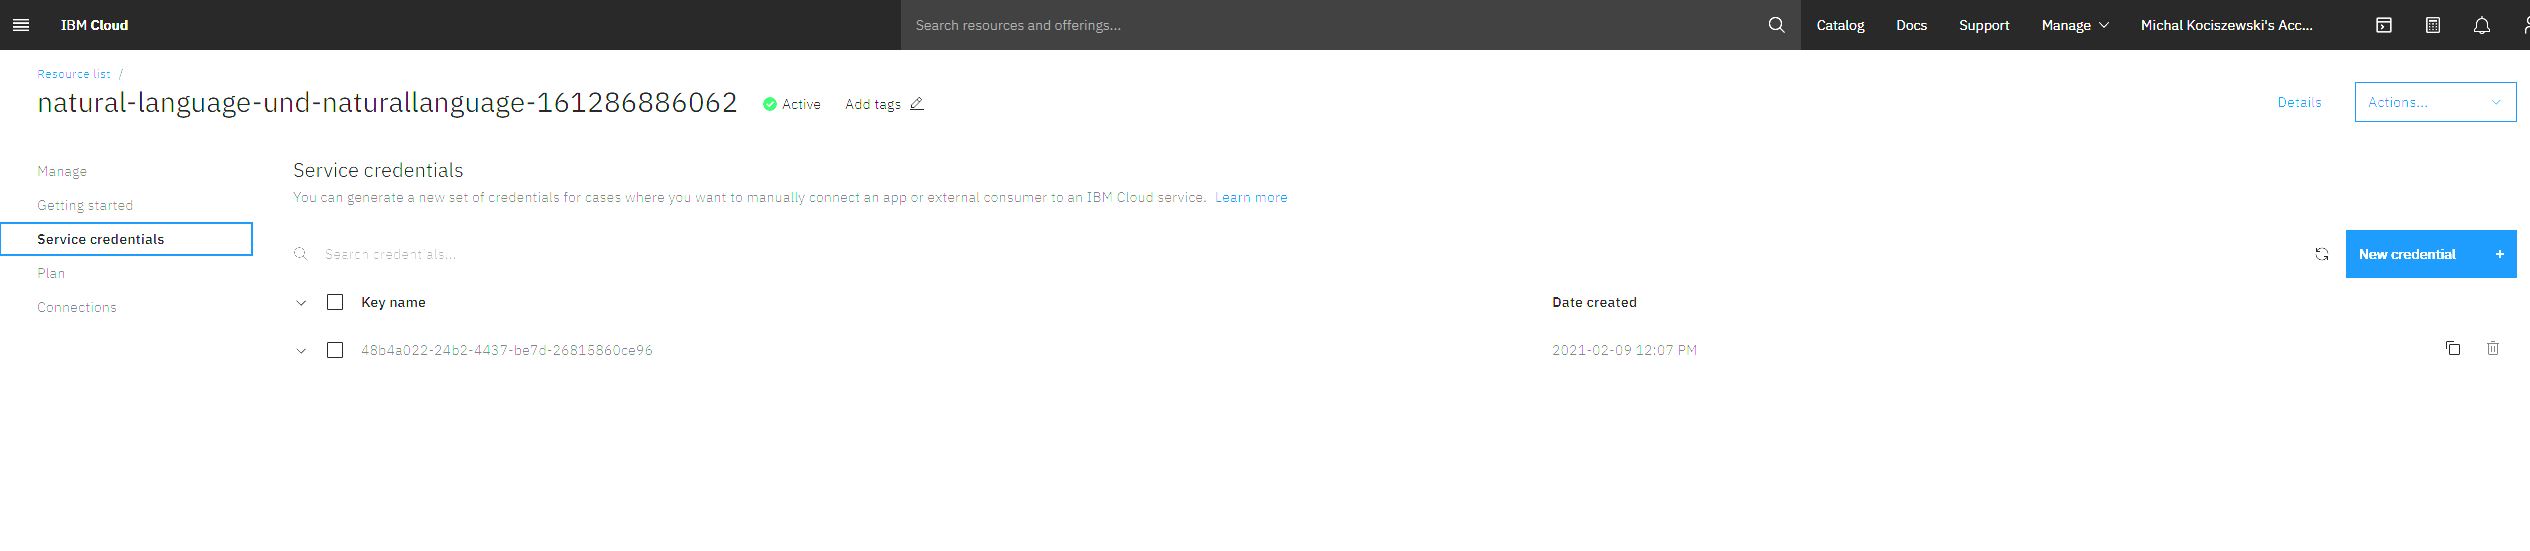 IBM Cloud
Search resources and offerings...
Catalog
Docs
Support
Manage
Michal Kociszewski's Acc...
Resource list /
natural-language-und-naturallanguage-161286886062
Active
Add tags
Details
Actions...
Manage
Getting started
Service credentials
Plan
Connections
Service credentials
You can generate a new set of credentials for cases where you want to manually connect an app or external consumer to an IBM Cloud service. Learn more
Search credentials...
New credential +
Key name
Date created
48b4a022-24b2-4437-be7d-26815860ce96
2021-02-09 12:07 PM